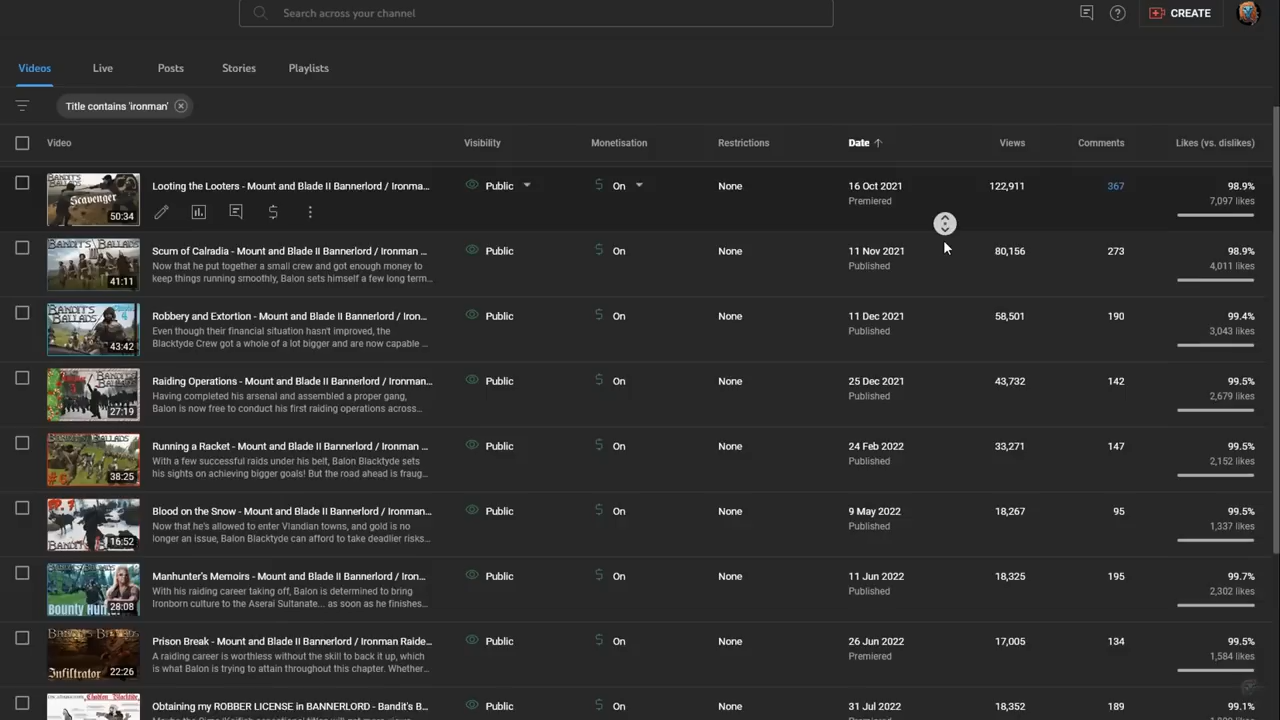 Search across your channel
CREATE
Videos Live Posts Stories Playlists
Title contains 'ironman'
Video Visibility Monetisation Restrictions Date Views Comments Likes (vs. dislikes)
BANDIT'S BALLADS
Scavenger
50:34
Looting the Looters - Mount and Blade II Bannerlord / Ironma...
Public On None 16 Oct 2021 122,911 367 98.9%
Premiered 7,097 likes
41:11
Scum of Calradia - Mount and Blade II Bannerlord / Ironman ...
Now that he put together a small crew and got enough money to
keep things running smoothly, Balon sets himself a few long term...
Public On None 11 Nov 2021 80,156 273 98.9%
Published 4,011 likes
43:42
Robbery and Extortion - Mount and Blade II Bannerlord / Iron...
Even though their financial situation hasn't improved, the
Blacktyde Crew got a whole of a lot bigger and are now capable ...
Public On None 11 Dec 2021 58,501 190 99.4%
Published 3,043 likes
27:19
Raiding Operations - Mount and Blade II Bannerlord / Ironman...
Having completed his arsenal and assembled a proper gang,
Balon is now free to conduct his first raiding operations across...
Public On None 25 Dec 2021 43,732 142 99.5%
Published 2,679 likes
38:25
Running a Racket - Mount and Blade II Bannerlord / Ironman ...
With a few successful raids under his belt, Balon Blacktyde sets
his sights on achieving bigger goals! But the road ahead is fraug...
Public On None 24 Feb 2022 33,271 147 99.5%
Published 2,152 likes
16:52
Blood on the Snow - Mount and Blade II Bannerlord / Ironman...
Now that he's allowed to enter Vlandian towns, and gold is no
longer an issue, Balon Blacktyde can afford to take deadlier risks...
Public On None 9 May 2022 18,267 95 99.5%
Published 1,337 likes
28:08
Manhunter's Memoirs - Mount and Blade II Bannerlord / Iron...
With his raiding career taking off, Balon is determined to bring
Ironborn culture to the Aserai Sultanate... as soon as he finishes...
Public On None 11 Jun 2022 18,325 195 99.7%
Published 2,302 likes
Infiltrator
22:26
Prison Break - Mount and Blade II Bannerlord / Ironman Raide...
A raiding career is worthless without the skill to back it up, which
is what Balon is trying to attain throughout this chapter. Whether...
Public On None 26 Jun 2022 17,005 134 99.5%
Premiered 1,584 likes
Obtaining my ROBBER LICENSE in BANNERLORD - Bandit's B...
Public On None 31 Jul 2022 18,352 189 99.1%